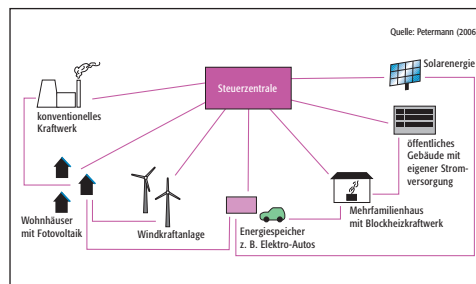 Quelle: Petermann (2006
Solarenergie
Steuerzentrale
konventionelles
Kraftwerk
öffentliches
Gebäude mit
eigener Strom-
versorgung
Wohnhäuser
mit Fotovoltaik
Windkraftanlage
Energiespeicher
z. B. Elektro-Autos
Mehrfamilienhaus
mit Blockheizkraftwerk